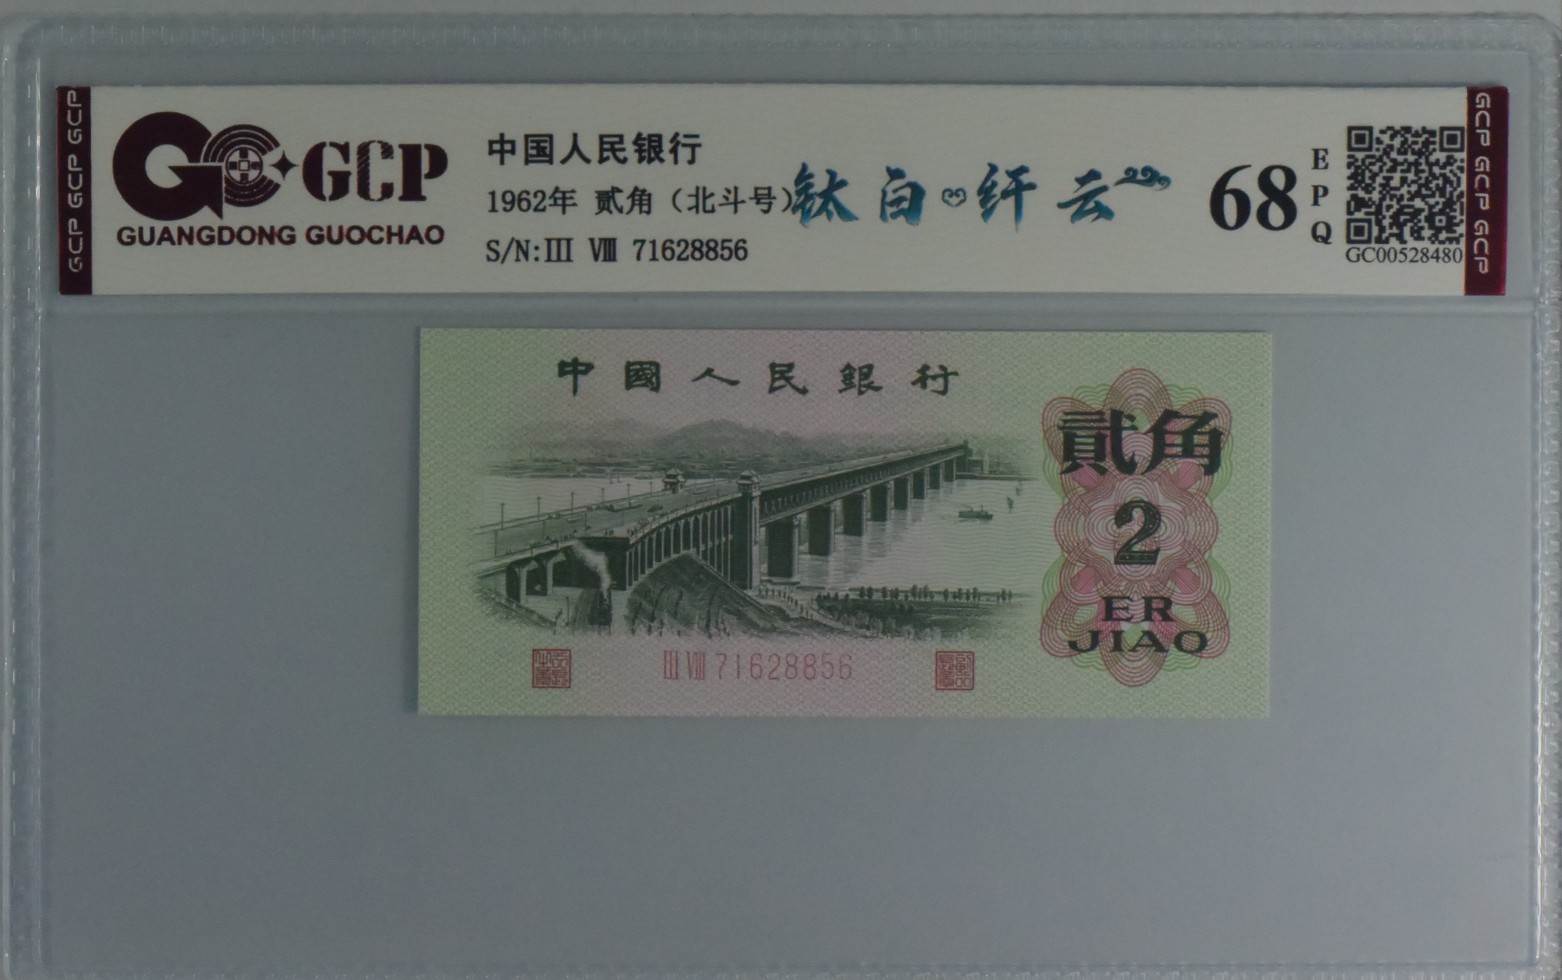 GCP GCP GCP
GCP
GUANGDONG GUOCHAO
中国人民银行
1962年 贰角（北斗号）
S/N:III VIII 71628856
钛白 纤云
68
EPQ
GC00528480
GCP GCP GCP
中國人民銀行
貳角
2
ER
JIAO
III VIII 71628856